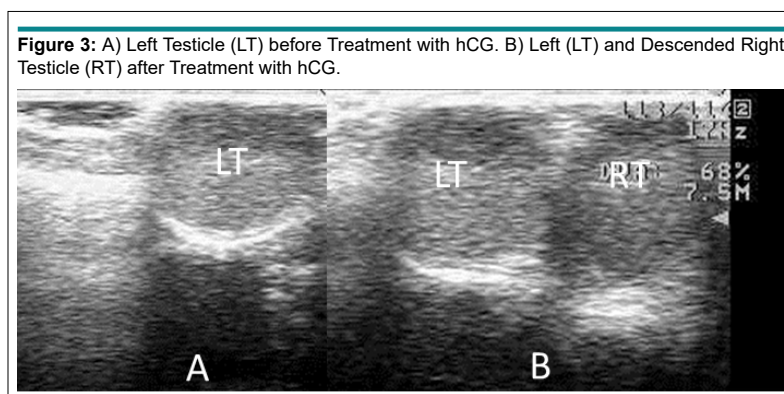 Figure 3: A) Left Testicle (LT) before Treatment with hCG. B) Left (LT) and Descended Right
Testicle (RT) after Treatment with hCG.
LT
LT
RT
2
z
68%
7.5M
A
B